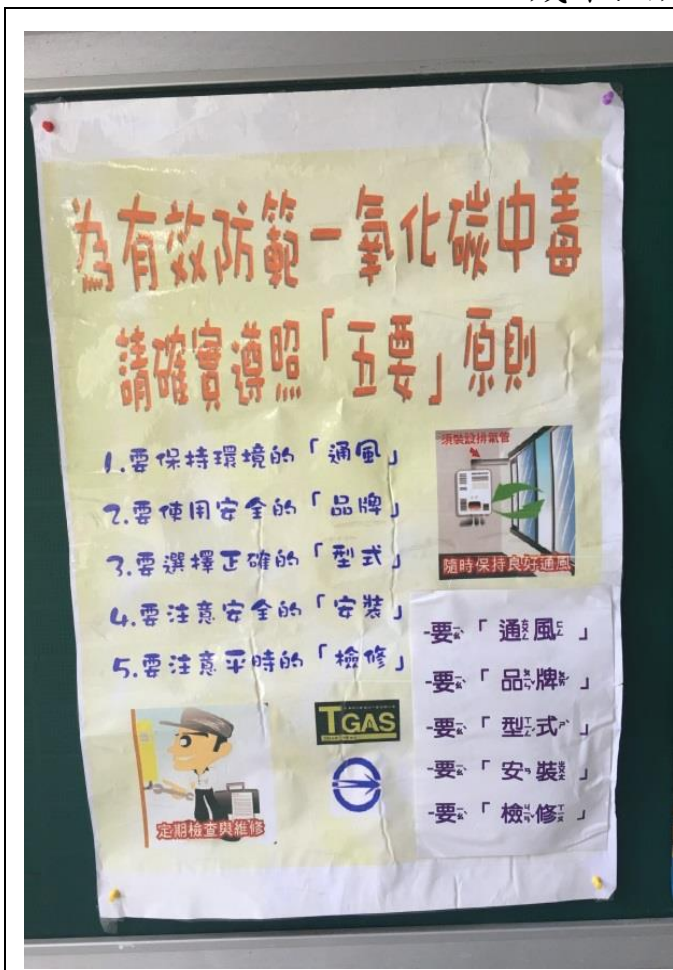 為有效防範一氧化碳中毒
請確實遵照「五要」原則
1.要保持環境的「通風」
2.要使用安全的「品牌」
3.要選擇正確的「型式」
4.要注意安全的「安裝」
5.要注意平時的「檢修」
須裝設排氣管
隨時保持良好通風
-要「通風」
-要「品牌」
-要「型式」
-要「安裝」
-要「檢修」
TGAS
定期檢查與維修